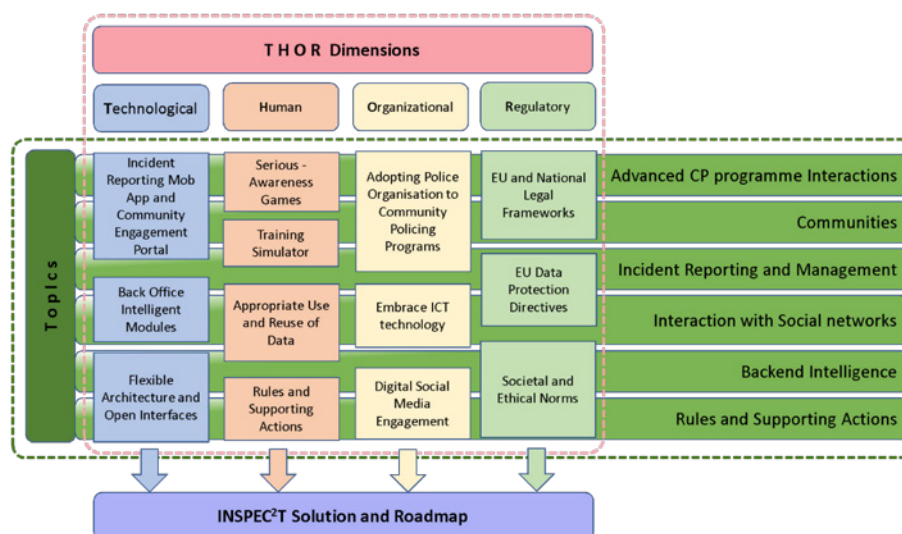 T H O R Dimensions
Technological
Human
Organizational
Regulatory
Topics
Incident
Reporting Mob
App and
Community
Engagement
Portal
Back Office
Intelligent
Modules
Flexible
Architecture and
Open Interfaces
Serious -
Awareness
Games
Training
Simulator
Appropriate Use
and Reuse of
Data
Rules and
Supporting
Actions
Adopting Police
Organisation to
Community
Policing
Programs
Embrace ICT
technology
Digital Social
Media
Engagement
EU and National
Legal
Frameworks
EU Data
Protection
Directives
Societal and
Ethical Norms
Advanced CP programme Interactions
Communities
Incident Reporting and Management
Interaction with Social networks
Backend Intelligence
Rules and Supporting Actions
INSPEC²T Solution and Roadmap